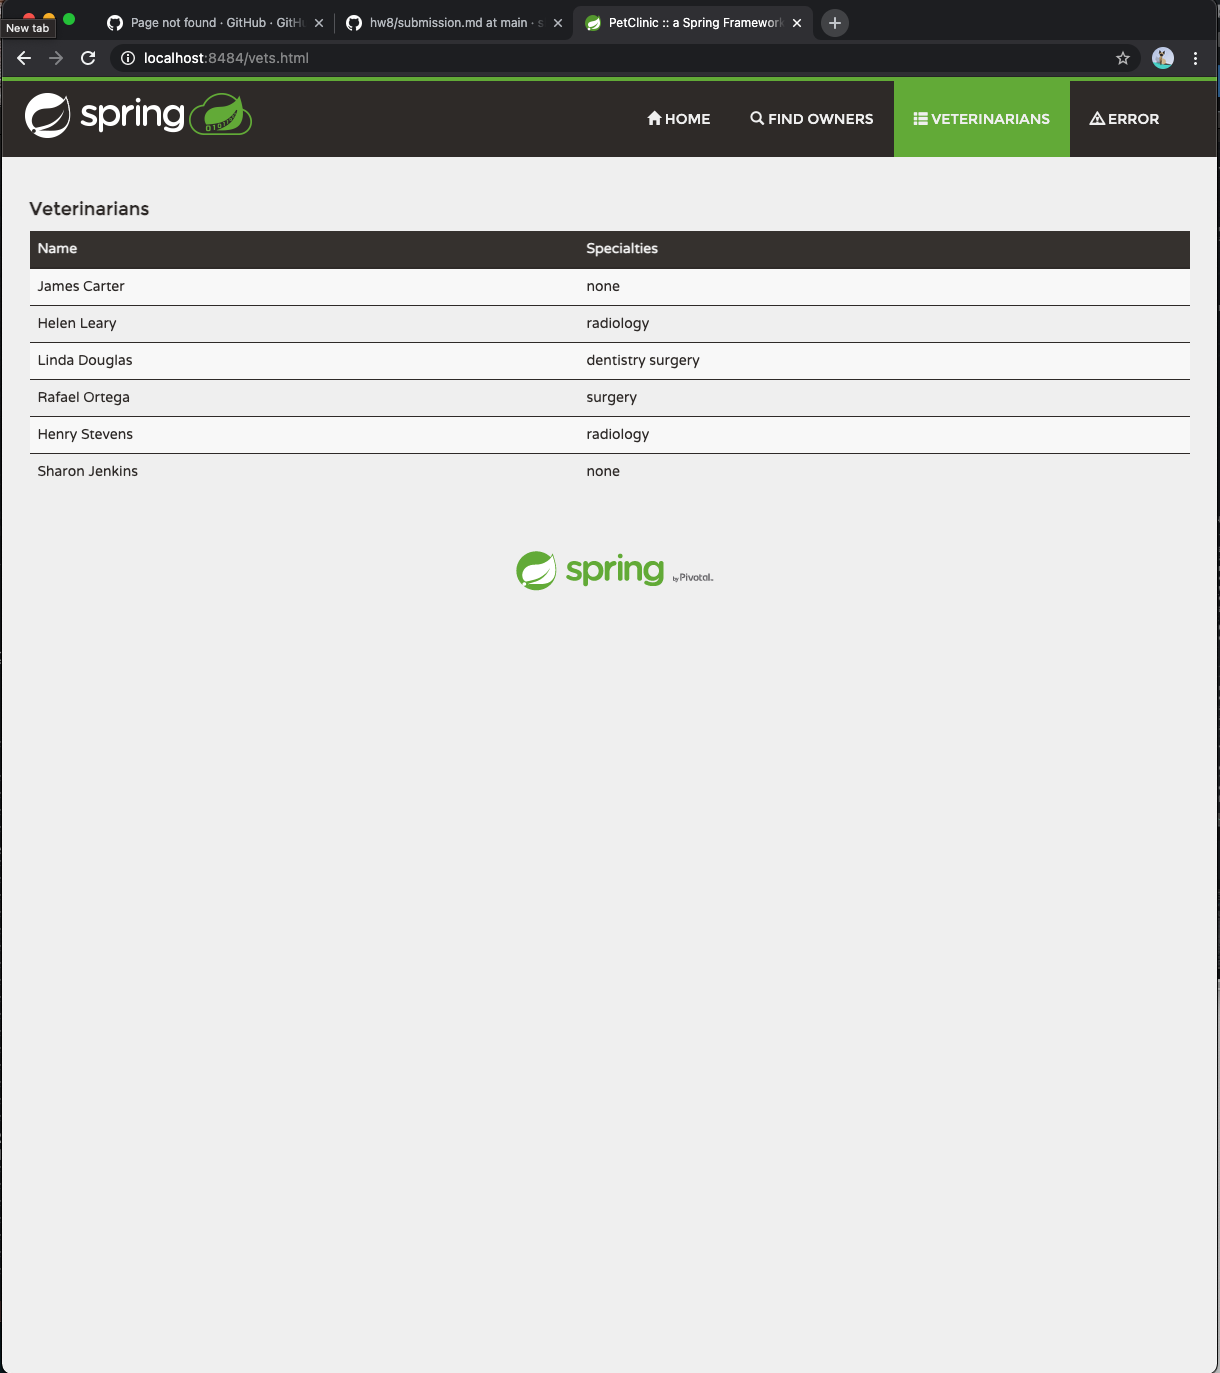 Page not found · GitHub · GitH
hw8/submission.md at main · s
PetClinic :: a Spring Framework
New tab
localhost:8484/vets.html
spring
HOME
FIND OWNERS
VETERINARIANS
ERROR
Veterinarians
Name Specialties
James Carter none
Helen Leary radiology
Linda Douglas dentistry surgery
Rafael Ortega surgery
Henry Stevens radiology
Sharon Jenkins none
spring by Pivotal.